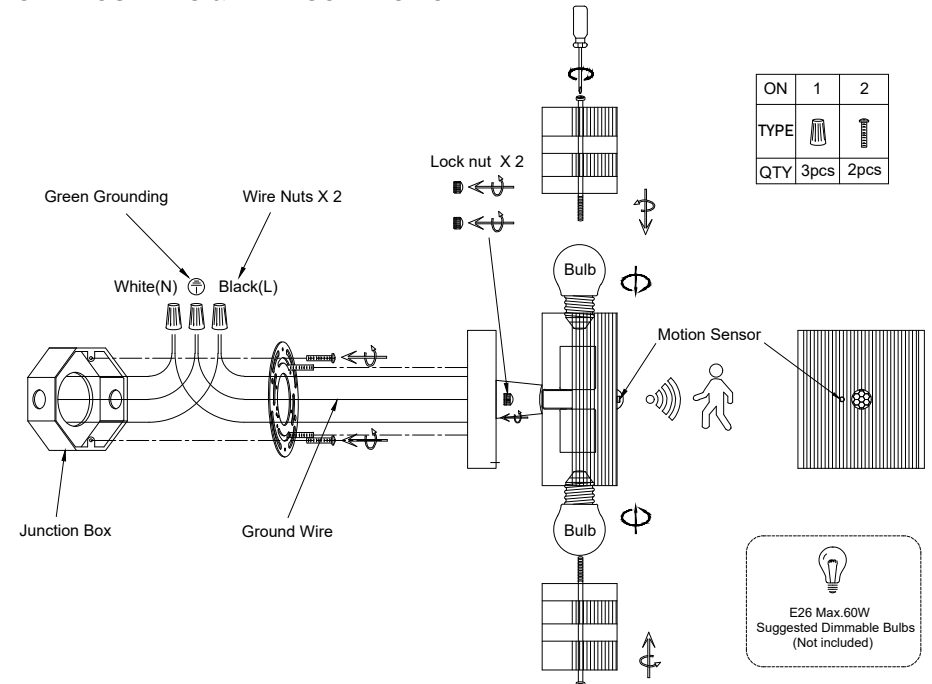 ON 1 2
TYPE
QTY 3pcs 2pcs
Lock nut X 2
Green Grounding
Wire Nuts X 2
White(N)
Black(L)
Bulb
Motion Sensor
Junction Box
Ground Wire
Bulb
E26 Max.60W
Suggested Dimmable Bulbs
(Not included)